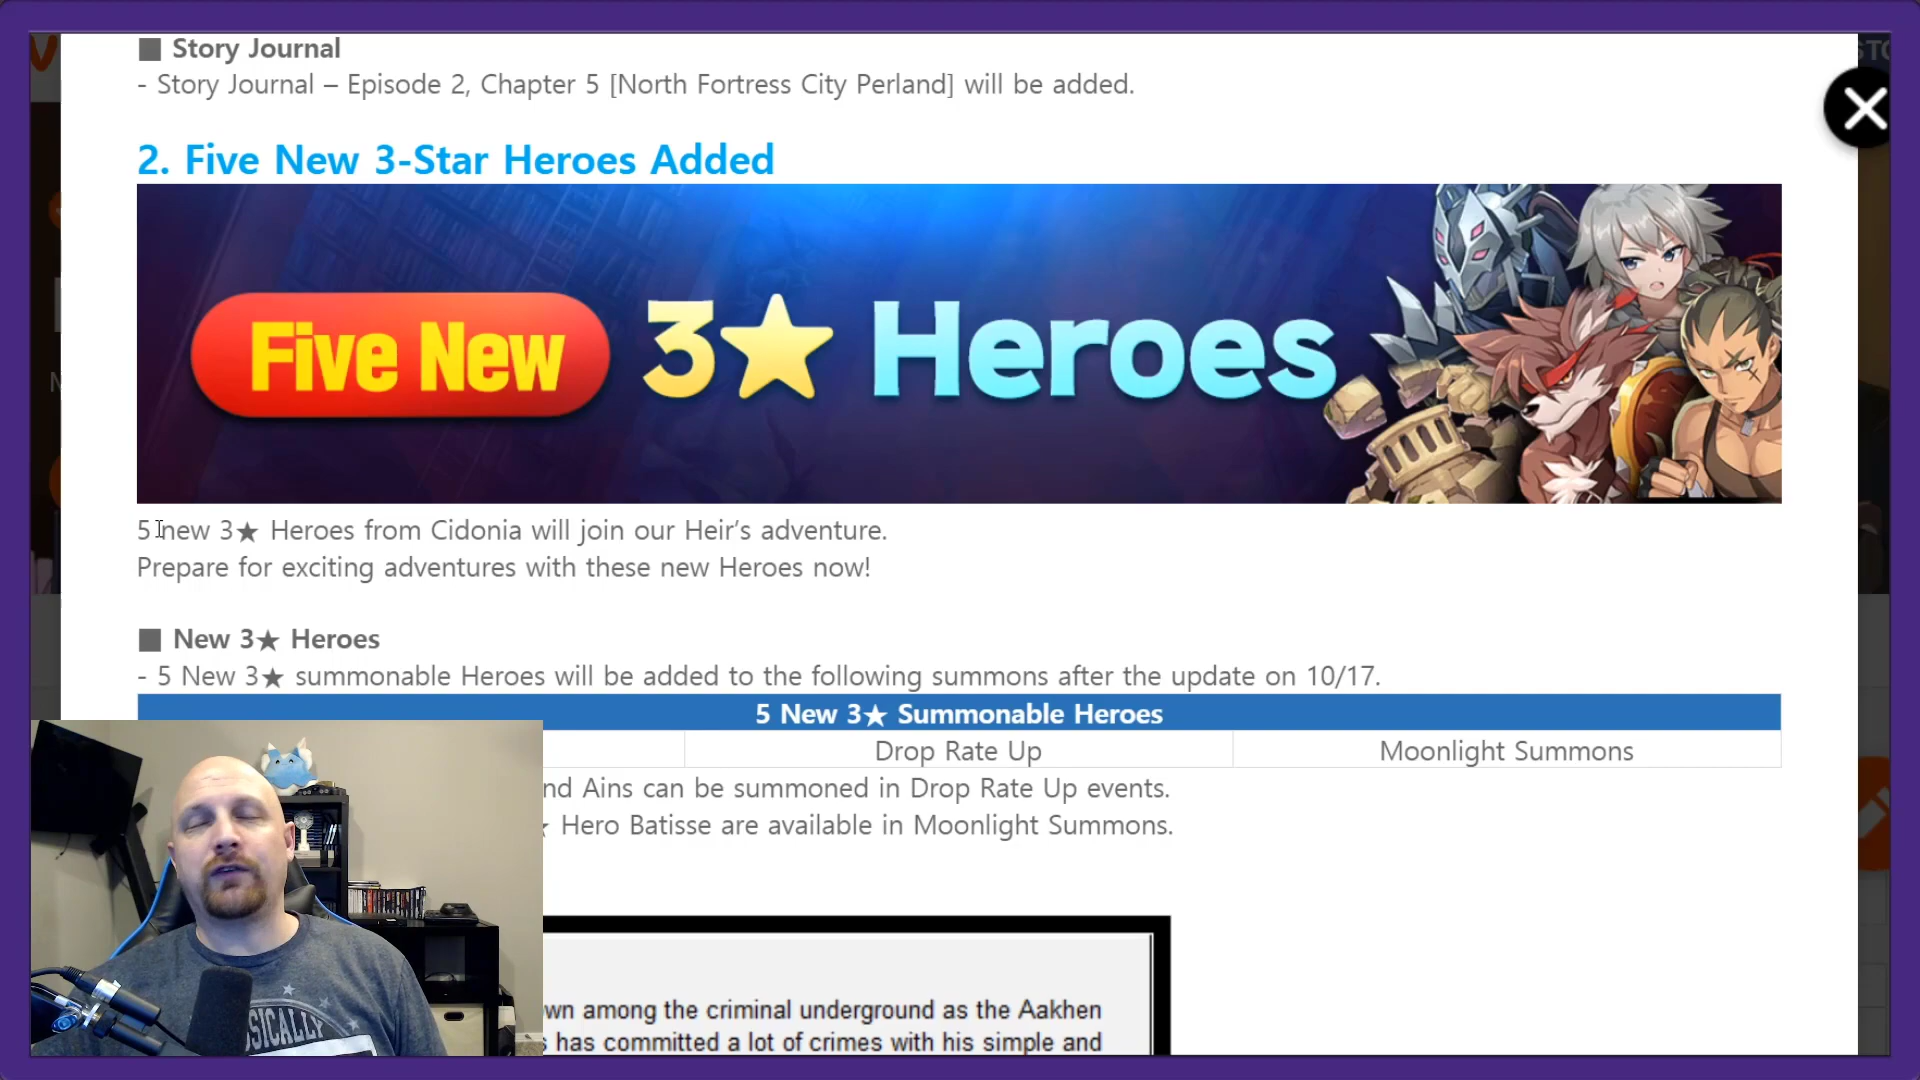 ■ Story Journal
- Story Journal – Episode 2, Chapter 5 [North Fortress City Perland] will be added.
2. Five New 3-Star Heroes Added
Five New 3★ Heroes
5 new 3★ Heroes from Cidonia will join our Heir’s adventure.
Prepare for exciting adventures with these new Heroes now!
■ New 3★ Heroes
- 5 New 3★ summonable Heroes will be added to the following summons after the update on 10/17.
5 New 3★ Summonable Heroes
Drop Rate Up Moonlight Summons
Ains can be summoned in Drop Rate Up events.
Hero Batisse are available in Moonlight Summons.
among the criminal underground as the Aakhen
has committed a lot of crimes with his simple and